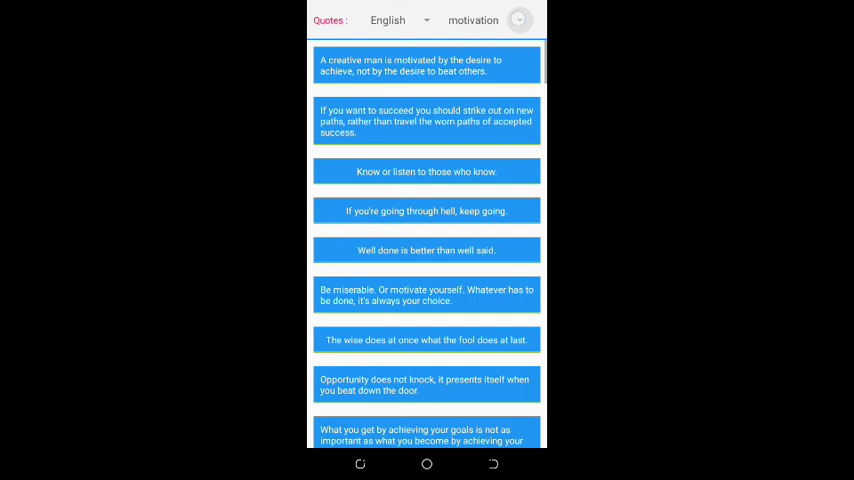 Quotes : English motivation
A creative man is motivated by the desire to
achieve, not by the desire to beat others.
If you want to succeed you should strike out on new
paths, rather than travel the worn paths of accepted
success.
Know or listen to those who know.
If you're going through hell, keep going.
Well done is better than well said.
Be miserable. Or motivate yourself. Whatever has to
be done, it's always your choice.
The wise does at once what the fool does at last.
Opportunity does not knock, it presents itself when
you beat down the door.
What you get by achieving your goals is not as
important as what you become by achieving your